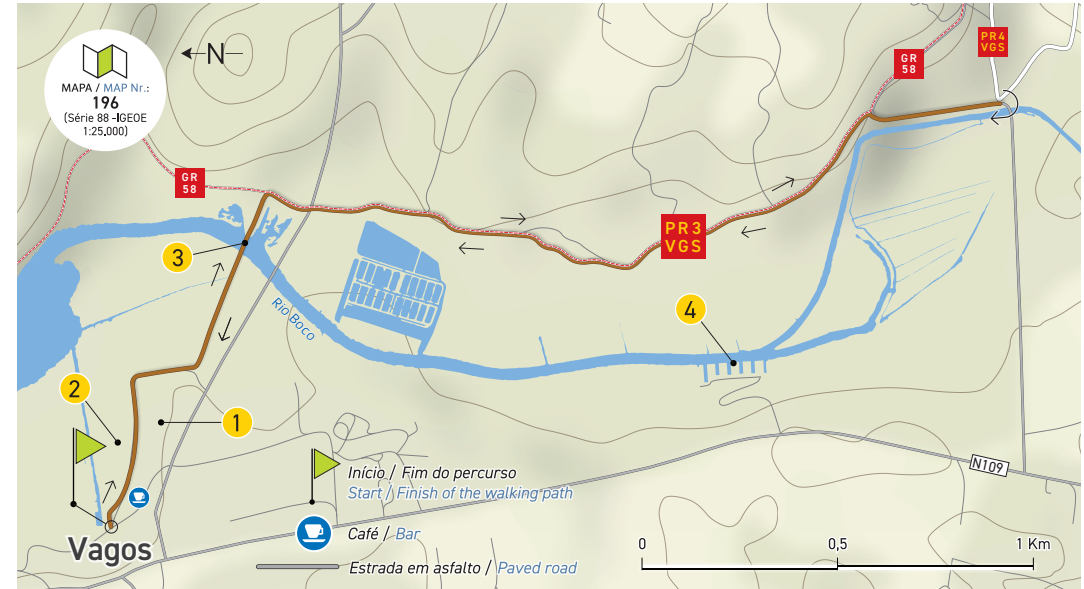 MAPA / MAP Nr.:
196
(Série 88 -IGEOE
1:25.000)
N
PR4
VGS
GR
58
GR
58
PR3
VGS
3
Rio Boco
4
2
1
N109
Início / Fim do percurso
Start / Finish of the walking path
Vagos
Café / Bar
Estrada em asfalto / Paved road
0
0,5
1 Km